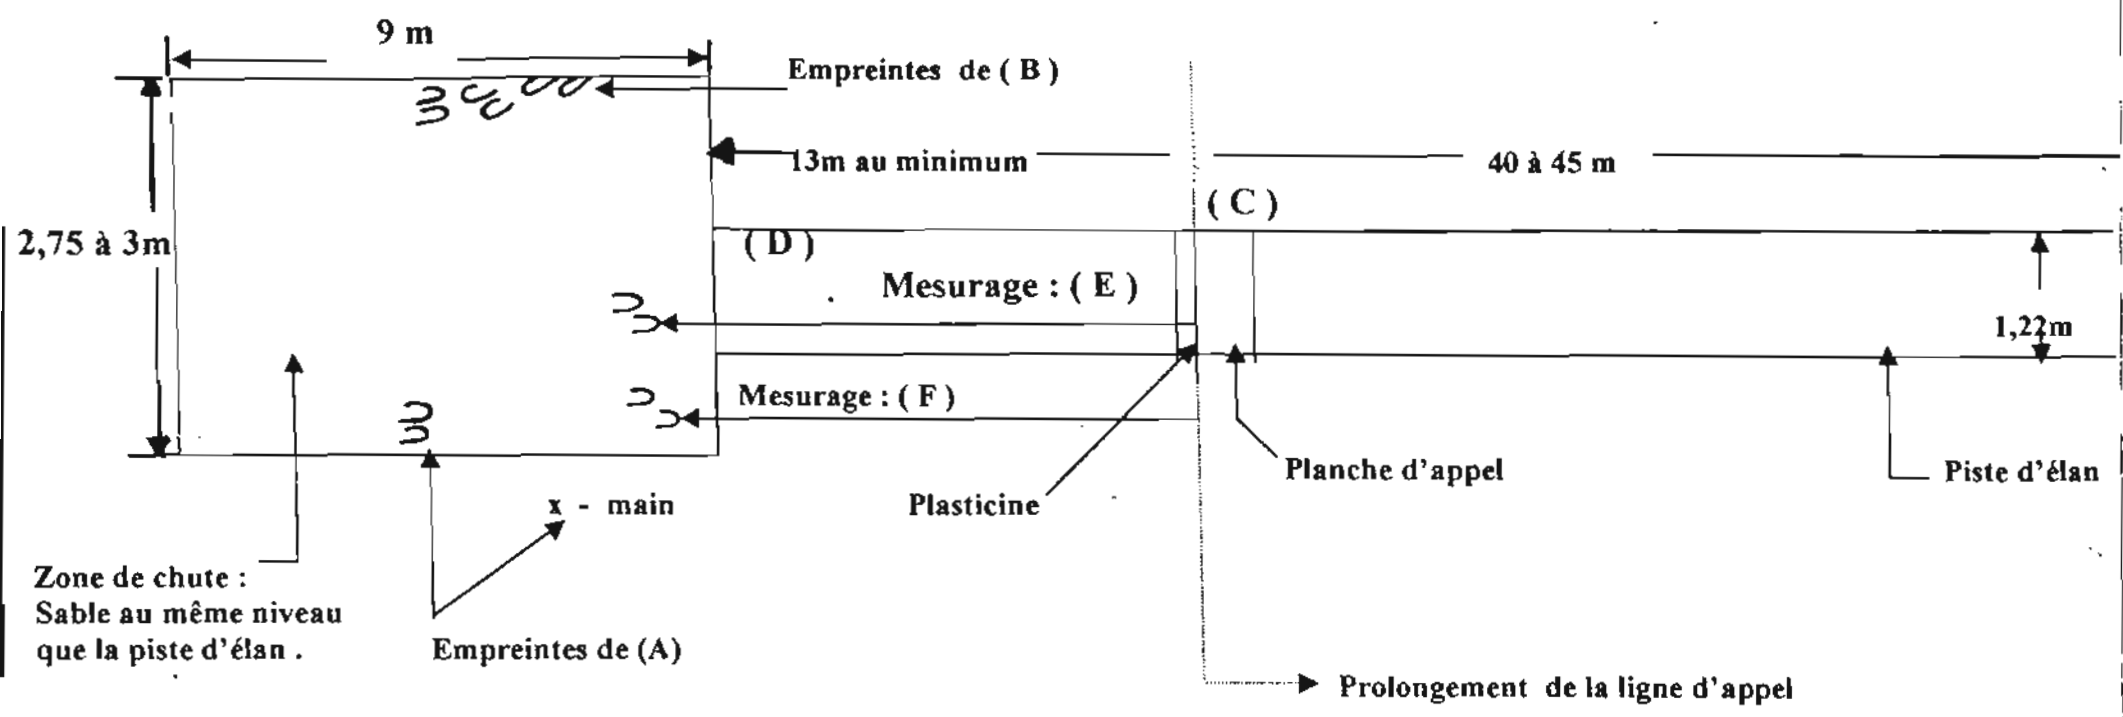 9 m
Empreintes de ( B )
13m au minimum
40 à 45 m
( C )
2,75 à 3m
( D )
Mesurage : ( E )
1,22m
Mesurage : ( F )
Planche d'appel
Piste d'élan
x - main
Plasticine
Zone de chute :
Sable au même niveau
que la piste d'élan .
Empreintes de (A)
Prolongement de la ligne d'appel